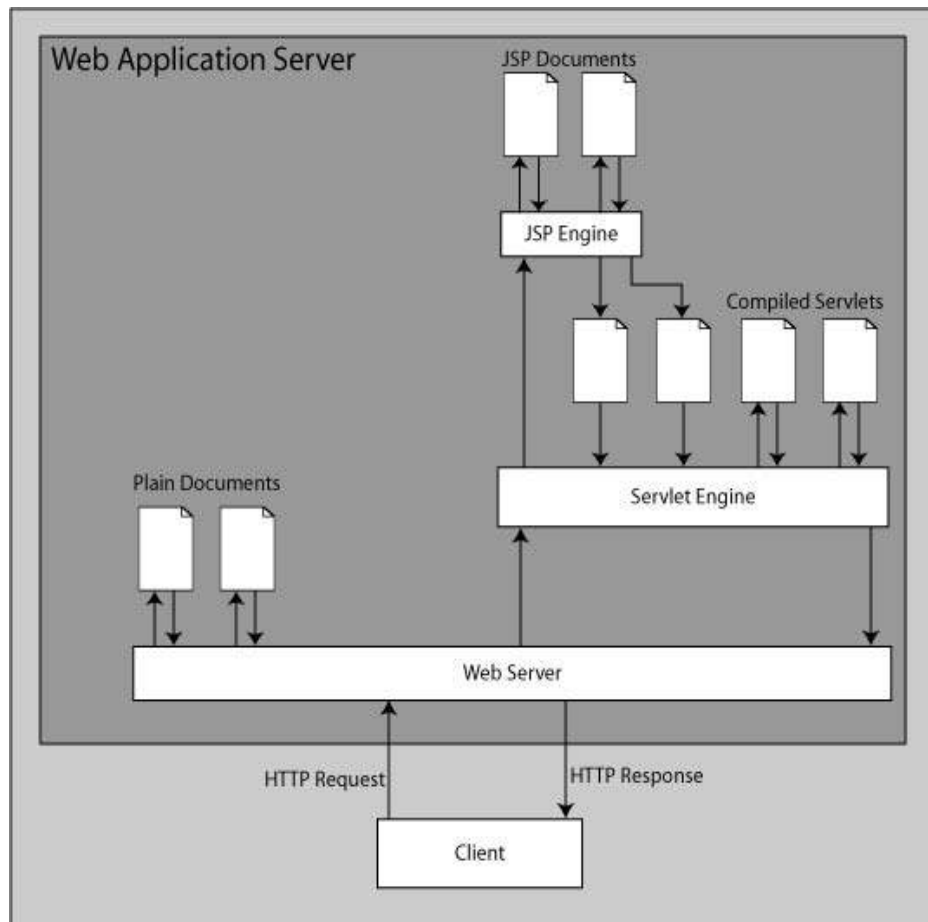 Web Application Server
JSP Documents
JSP Engine
Compiled Servlets
Plain Documents
Servlet Engine
Web Server
HTTP Request
HTTP Response
Client